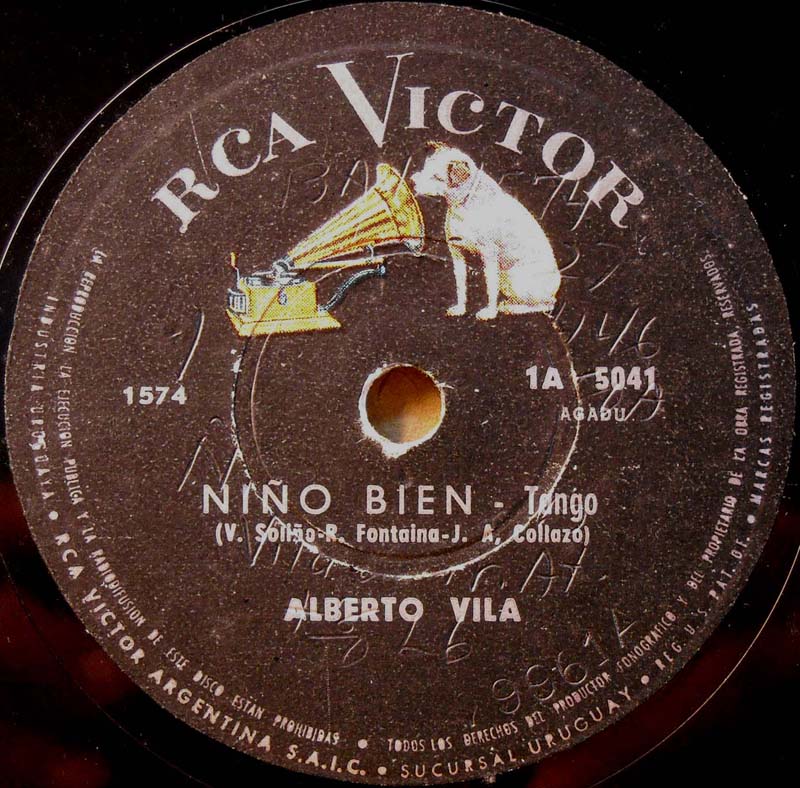 RCA VICTOR
1574
1A 5041
AGADU
NIÑO BIEN - Tango
(V. Soliño-R. Fontaina-J. A, Collazo)
ALBERTO VILA
99614
LA REPRODUCCION LA EJECUCION PUBLICA Y LA RADIODIFUSION DE ESTE DISCO ESTAN PROHIBIDAS • TODOS LOS DERECHOS DEL PRODUCTOR FONOGRAFICO Y DEL PROPIETARIO DE LA OBRA REGISTRADA, RESERVADOS.
INDUSTRIA URUGUAYA • RCA VICTOR ARGENTINA S.A.I.C. • SUCURSAL URUGUAY • REG. U.S. PAT. OF. • MARCAS REGISTRADAS